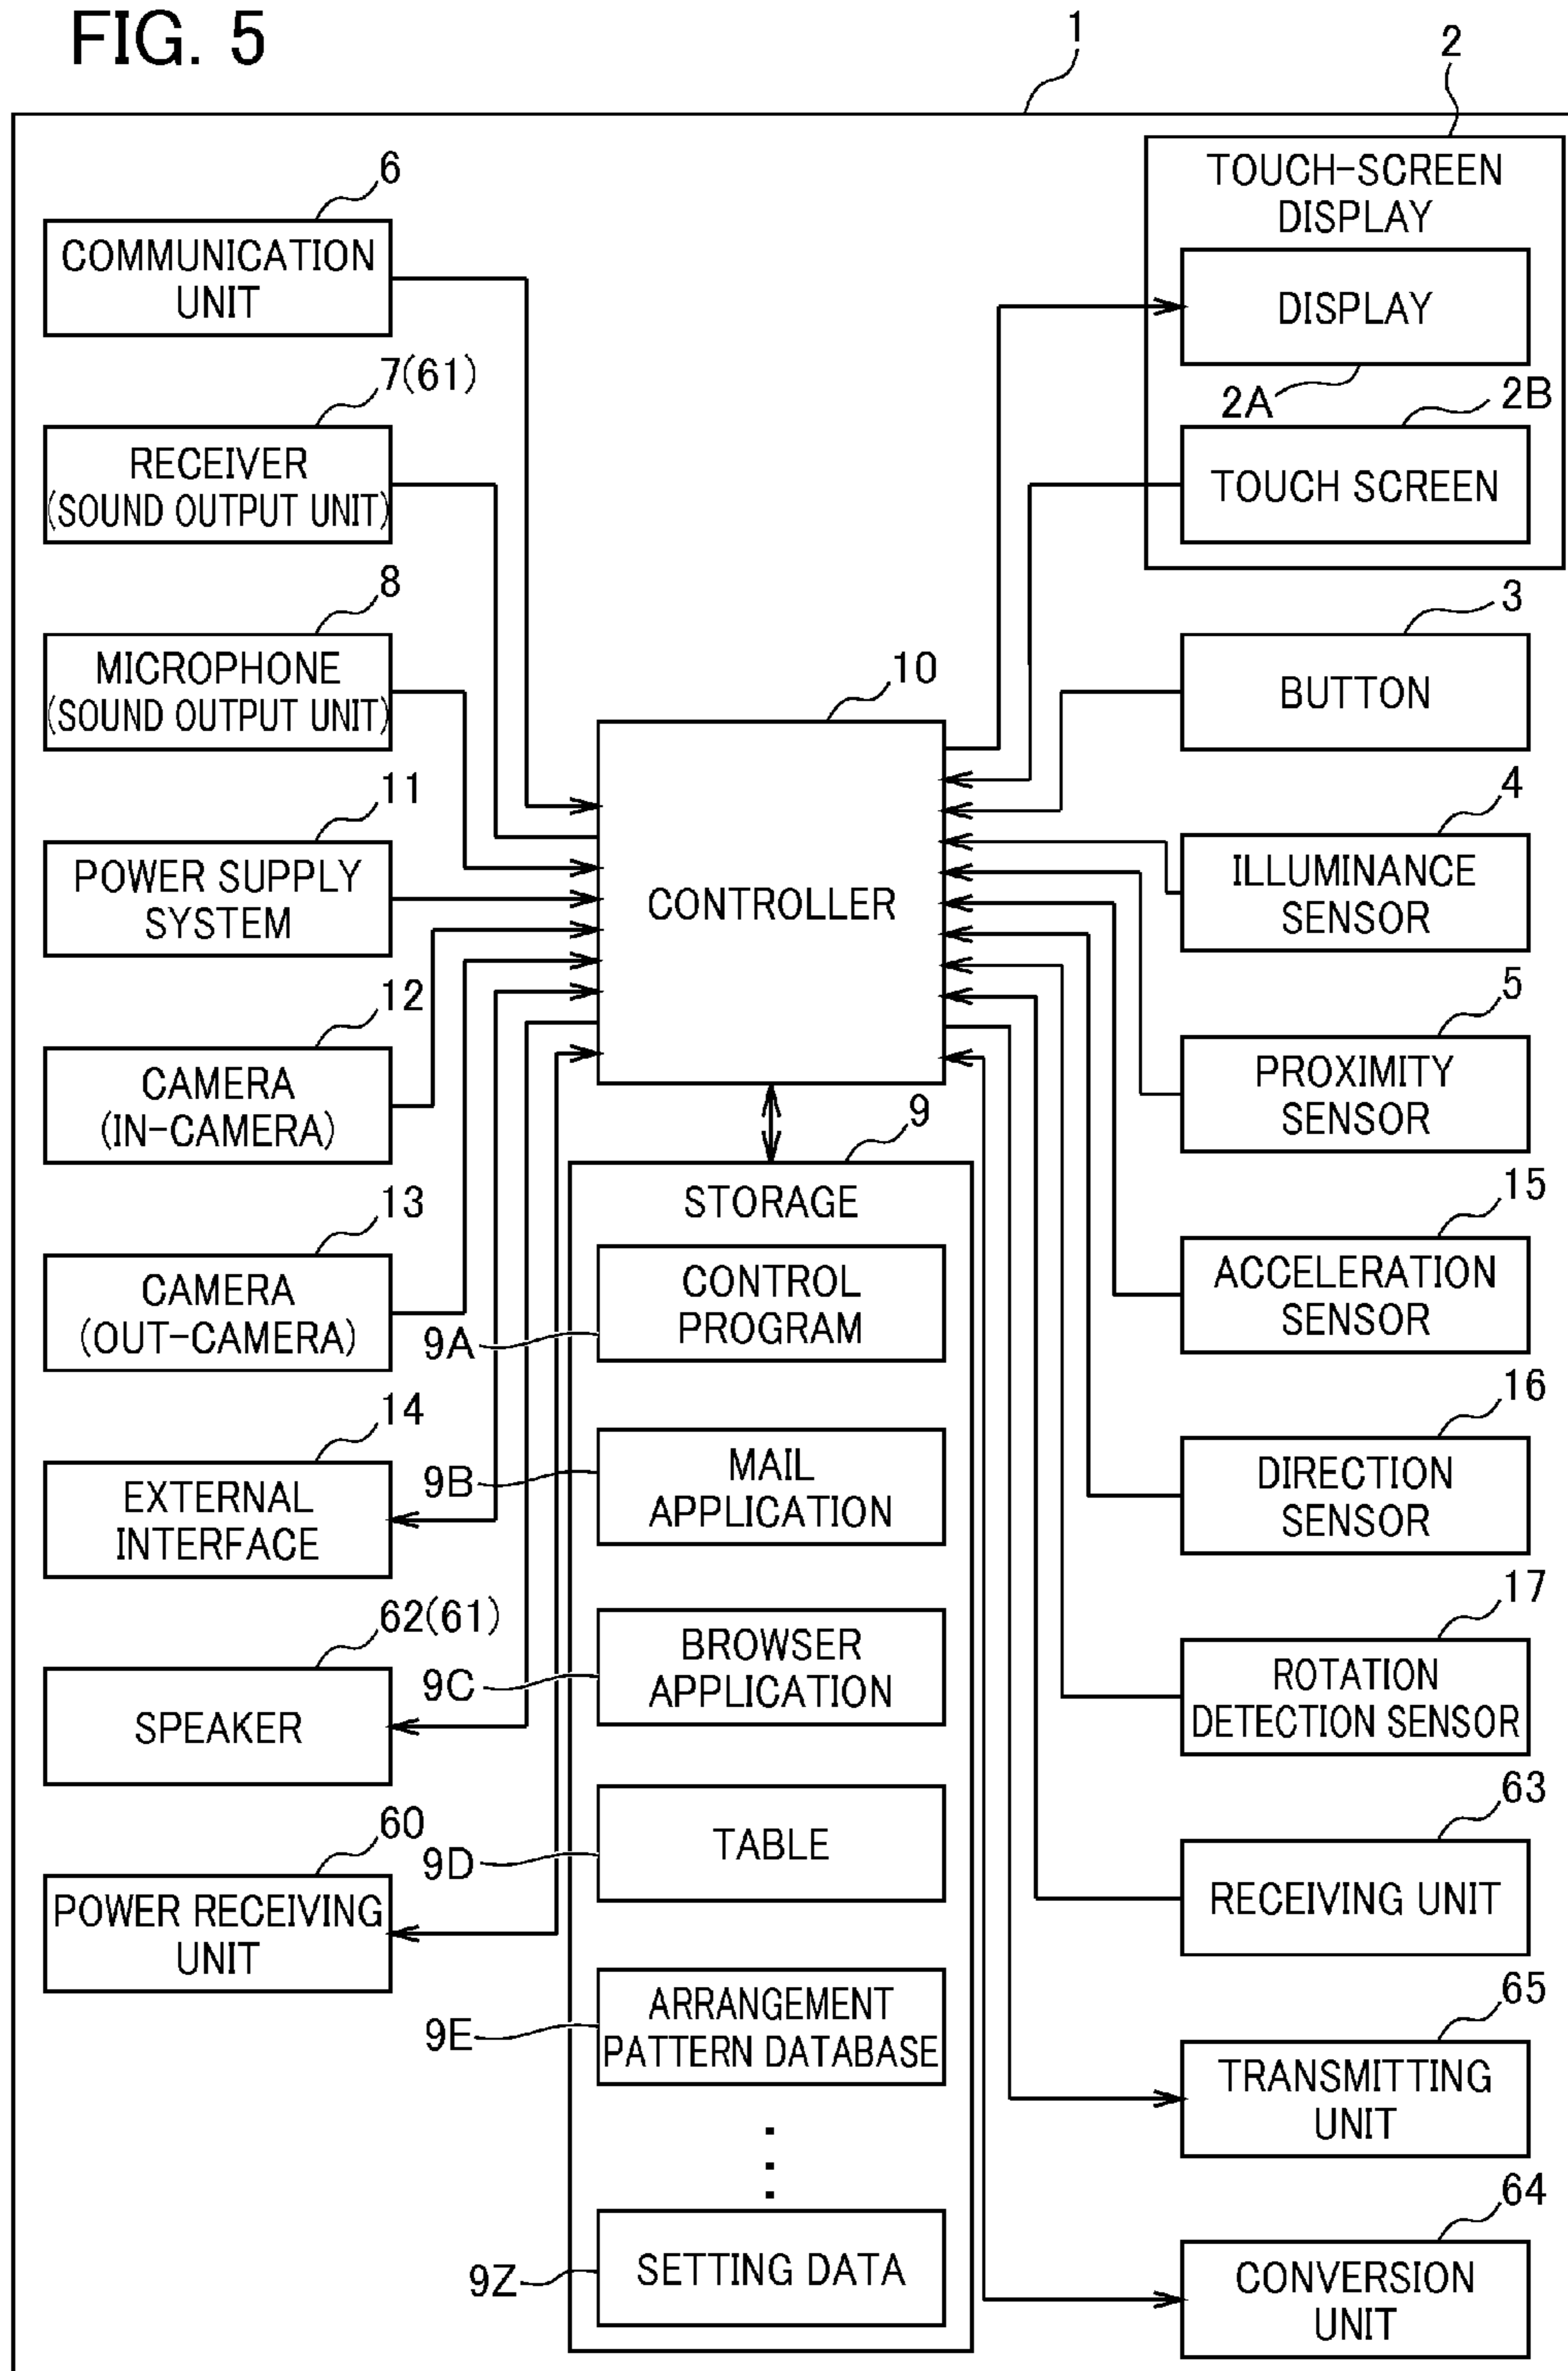 FIG. 5
1
2
TOUCH-SCREEN
DISPLAY
DISPLAY
2A
2B
TOUCH SCREEN
6
COMMUNICATION
UNIT
7(61)
RECEIVER
(SOUND OUTPUT UNIT)
8
MICROPHONE
(SOUND OUTPUT UNIT)
11
POWER SUPPLY
SYSTEM
12
CAMERA
(IN-CAMERA)
13
CAMERA
(OUT-CAMERA)
14
EXTERNAL
INTERFACE
62(61)
SPEAKER
60
POWER RECEIVING
UNIT
10
CONTROLLER
9
STORAGE
CONTROL
PROGRAM
9A
MAIL
APPLICATION
9B
BROWSER
APPLICATION
9C
TABLE
9D
ARRANGEMENT
PATTERN DATABASE
9E
SETTING DATA
9Z
3
BUTTON
4
ILLUMINANCE
SENSOR
5
PROXIMITY
SENSOR
15
ACCELERATION
SENSOR
16
DIRECTION
SENSOR
17
ROTATION
DETECTION SENSOR
63
RECEIVING UNIT
65
TRANSMITTING
UNIT
64
CONVERSION
UNIT